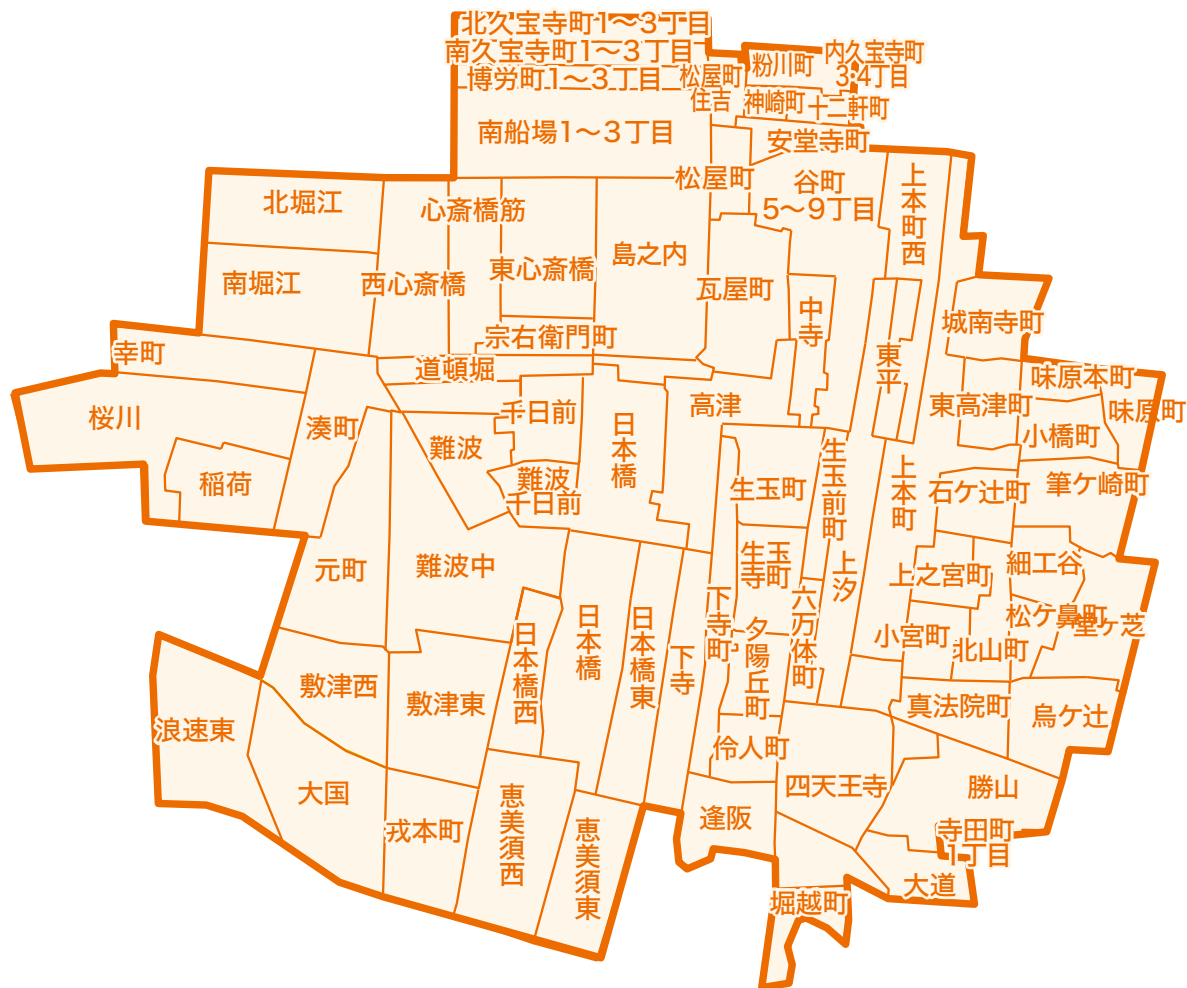 北久宝寺町1〜3丁目
南久宝寺町1〜3丁目
博労町1〜3丁目
松屋町
住吉
粉川町
内久宝寺町
3·4丁目
神崎町
十二軒町
南船場1〜3丁目
安堂寺町
松屋町
谷町
5〜9丁目
上本町西
北堀江
心斎橋筋
南堀江
西心斎橋
東心斎橋
島之内
瓦屋町
中寺
城南寺町
幸町
宗右衛門町
道頓堀
東平
味原本町
味原町
桜川
湊町
千日前
日本橋
高津
東高津町
小橋町
難波
稲荷
難波
千日前
生玉町
生玉前町
上本町
石ケ辻町
筆ケ崎町
元町
難波中
生玉
寺町
上汐
上之宮町
細工谷
下寺町
六万体町
松ケ鼻町
堂ケ芝
日本橋西
日本橋
日本橋東
下寺
夕陽丘町
小宮町
北山町
敷津西
敷津東
真法院町
烏ケ辻
浪速東
伶人町
四天王寺
勝山
大国
戎本町
恵美須西
恵美須東
逢阪
寺田町
1丁目
大道
堀越町